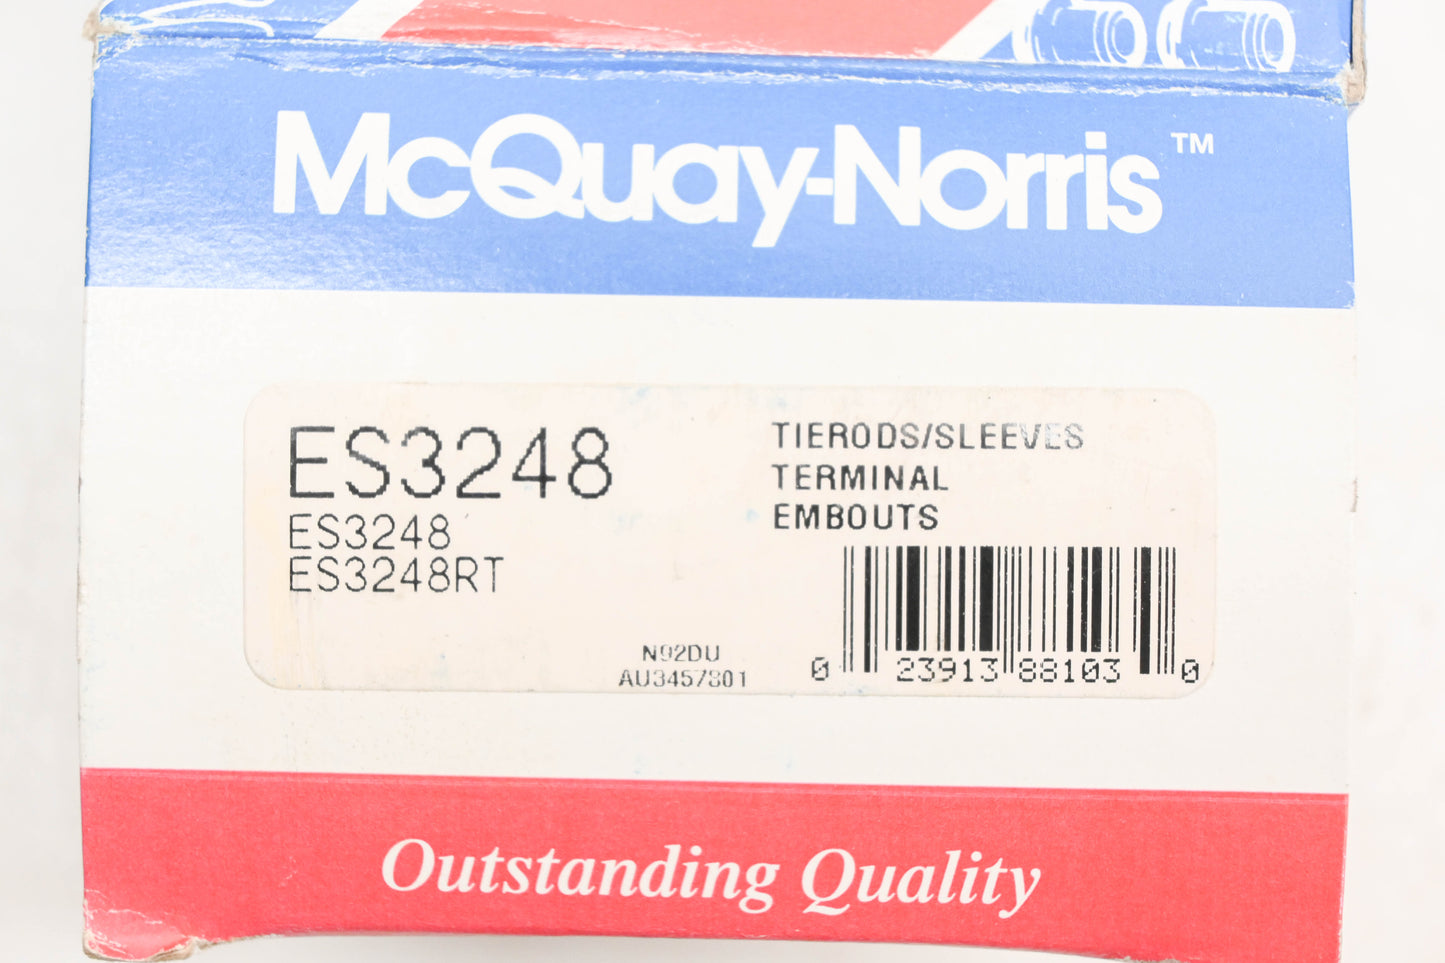 McQuay-Norris™
ES3248
ES3248
ES3248RT
TIERODS/SLEEVES
TERMINAL
EMBOUTS
N92DU
AU3457801
0 23913 88103 0
Outstanding Quality